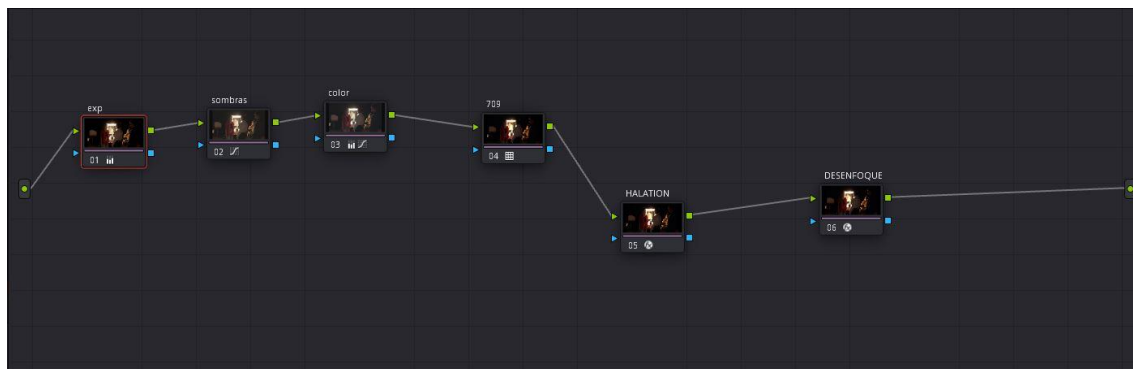 exp
01
sombras
02
color
03
709
04
HALATION
05
DESENFOQUE
06